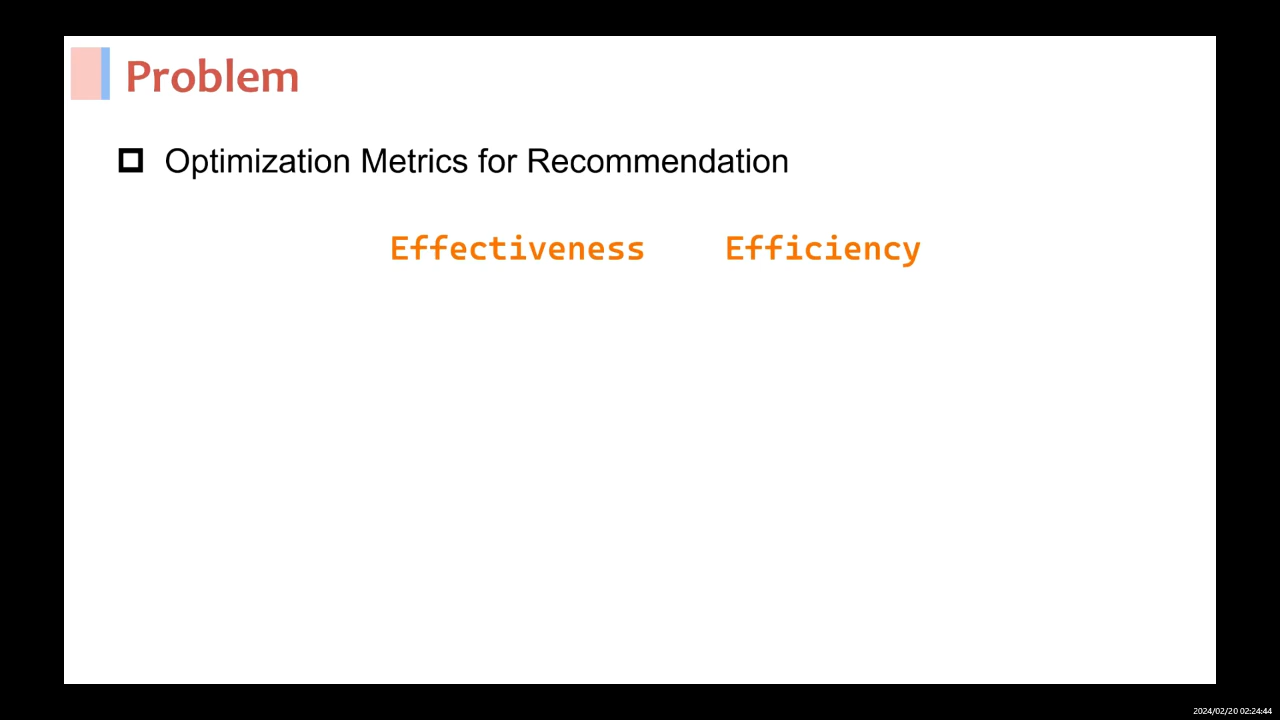 Problem
Optimization Metrics for Recommendation
Effectiveness Efficiency
2024/02/20 02:24:44